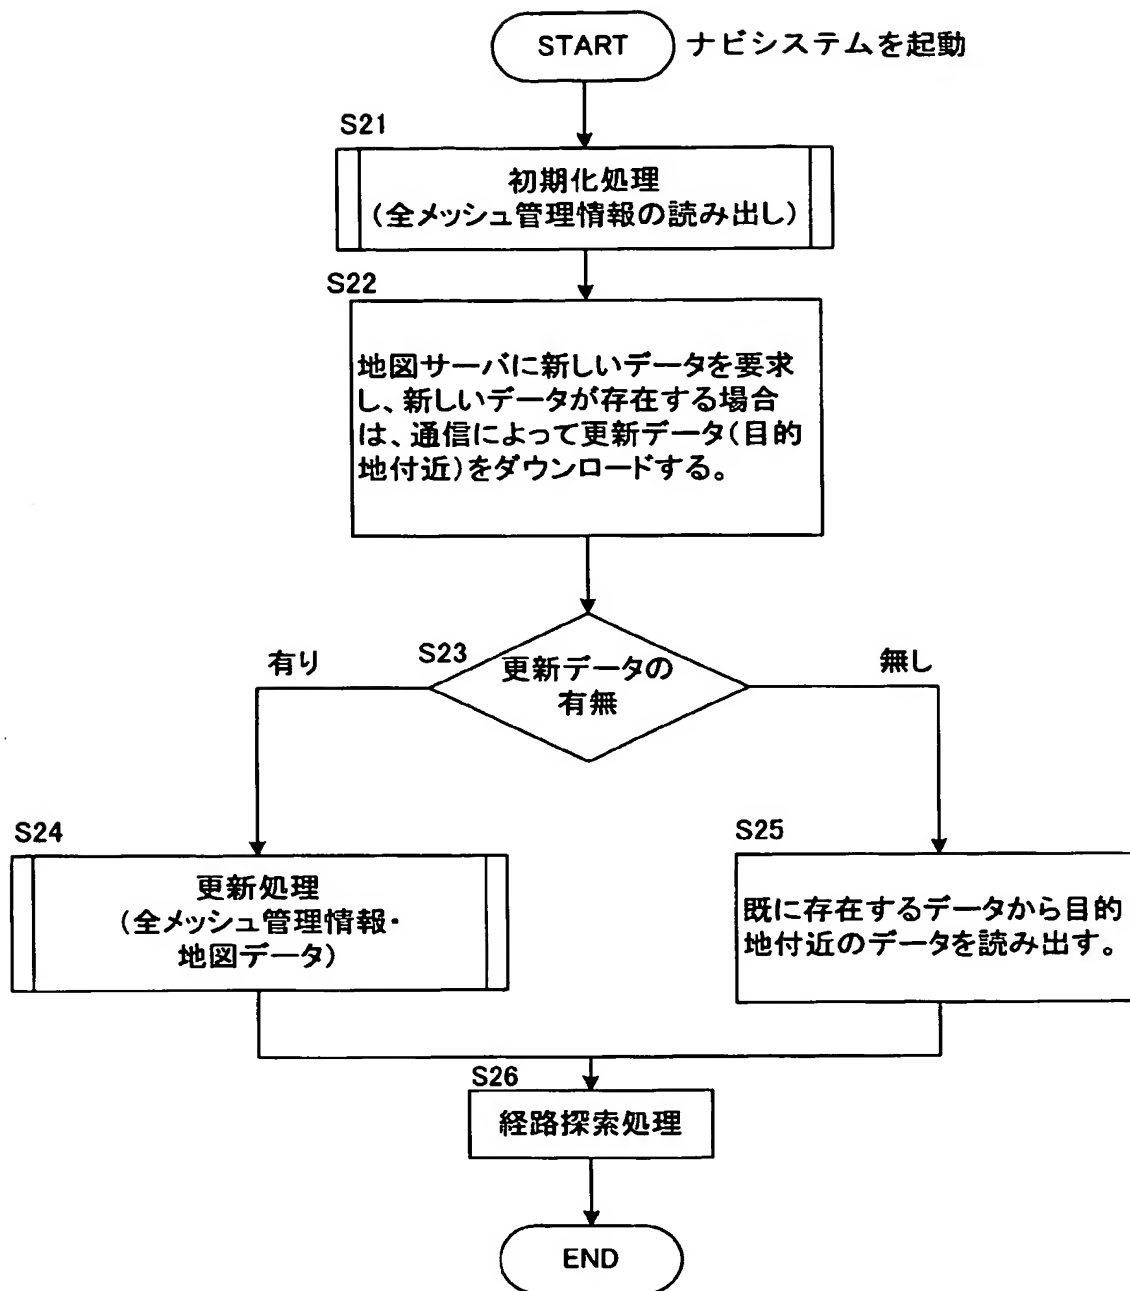 START
ナビシステムを起動
S21
初期化処理
(全メッシュ管理情報の読み出し)
S22
地図サーバに新しいデータを要求
し、新しいデータが存在する場合
は、通信によって更新データ(目的
地付近)をダウンロードする。
S23
更新データの
有無
有り
無し
S24
更新処理
(全メッシュ管理情報・
地図データ)
S25
既に存在するデータから目的
地付近のデータを読み出す。
S26
経路探索処理
END